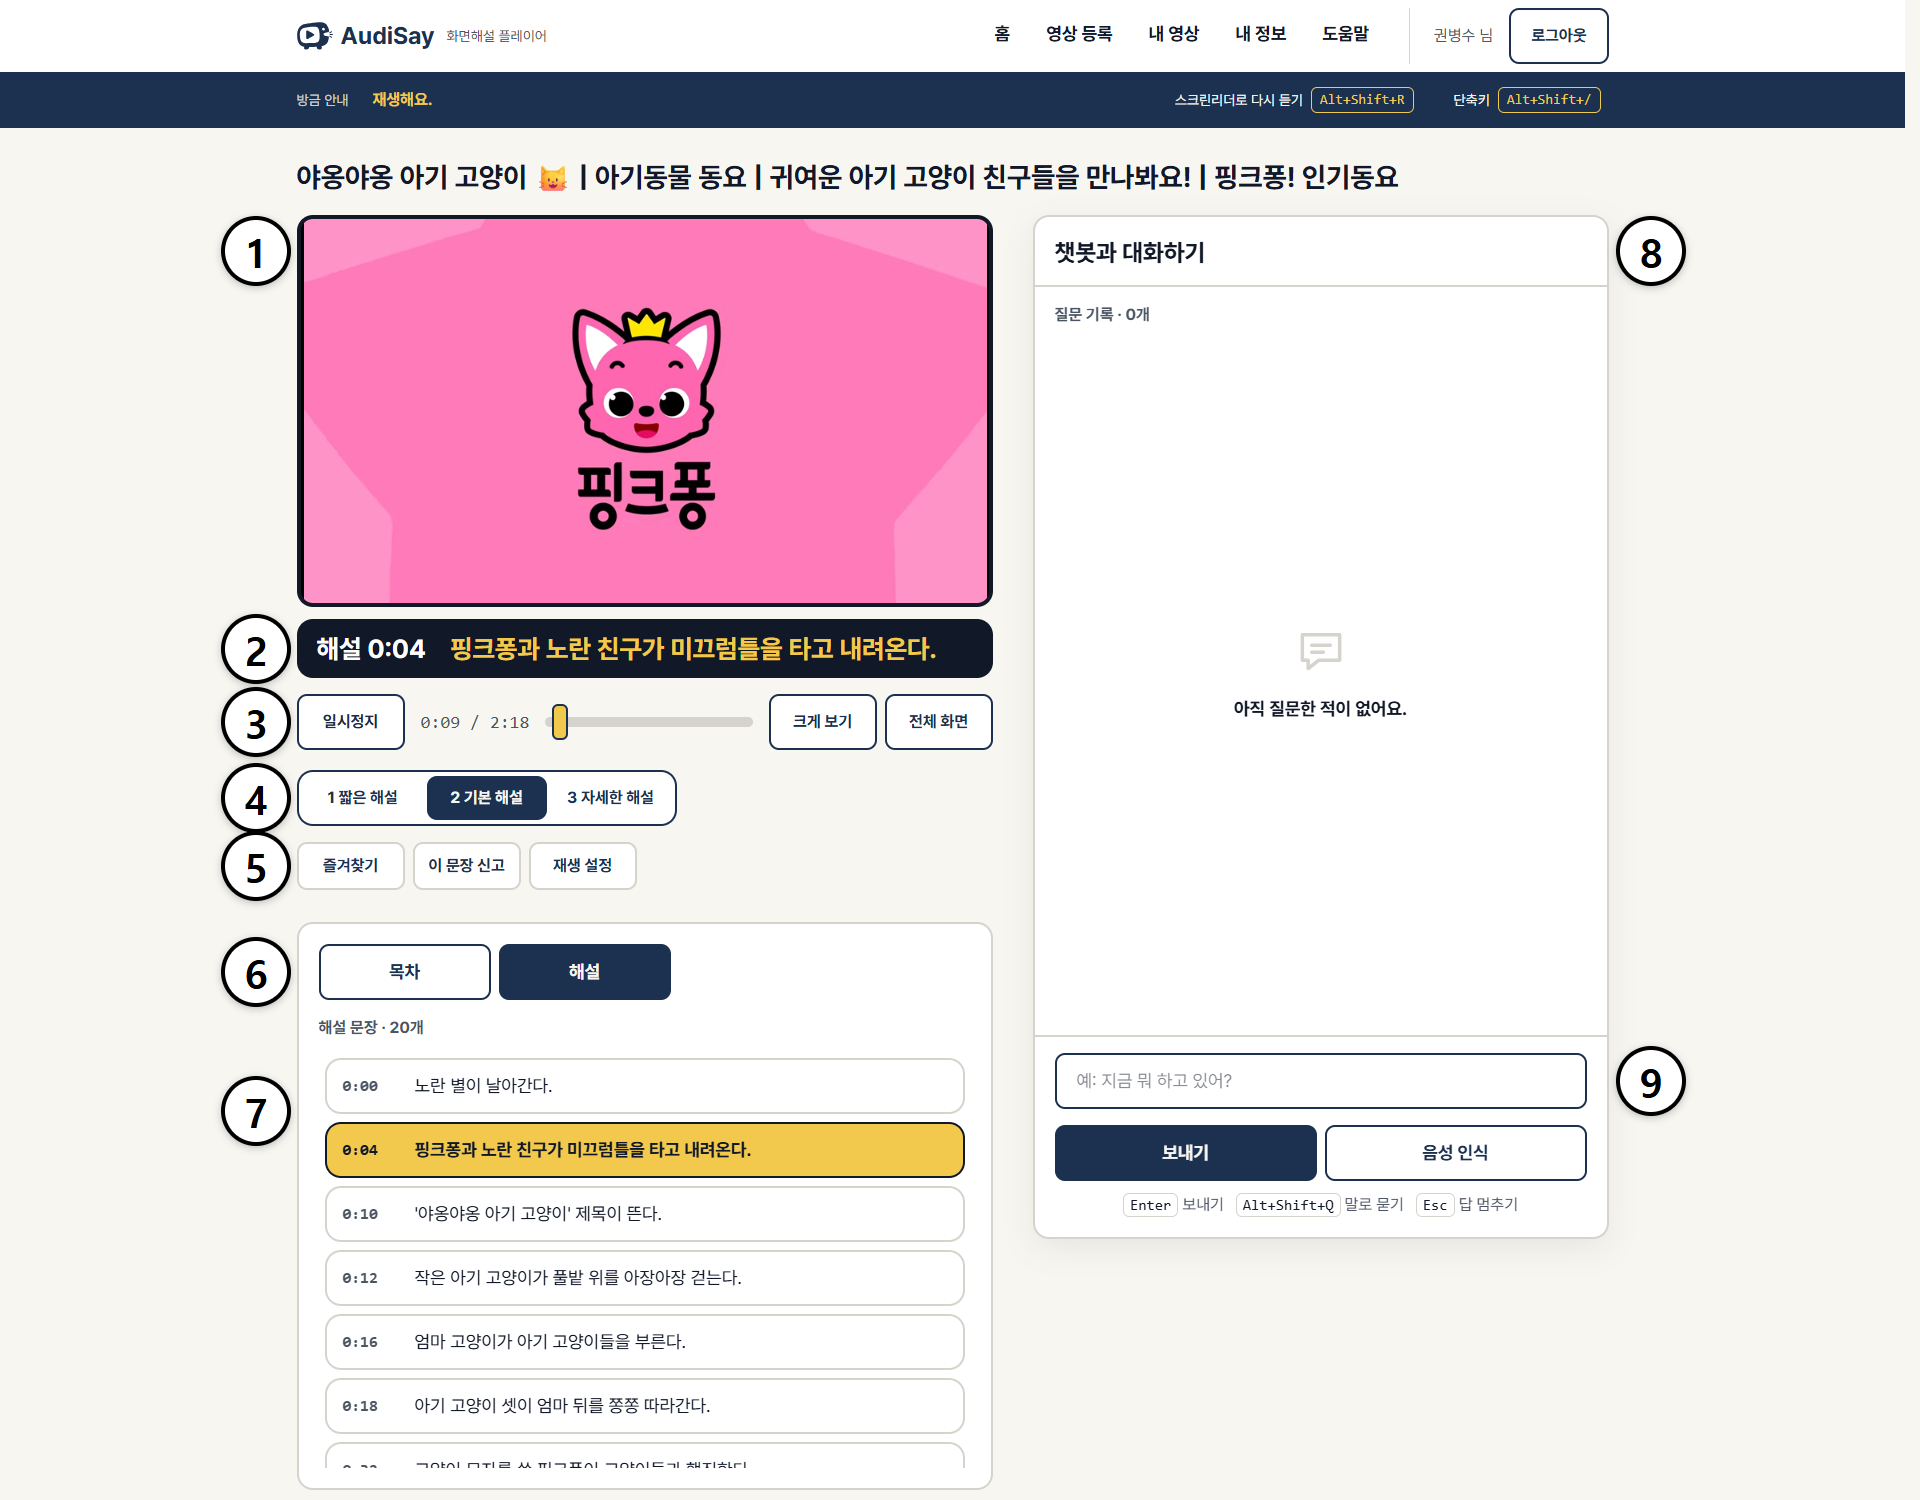 AudiSay 화면해설 플레이어
홈 영상 등록 내 영상 내 정보 도움말 권병수 님 로그아웃
방금 안내 재생해요. 스크린리더로 다시 듣기 Alt+Shift+R 단축키 Alt+Shift+/
야옹야옹 아기 고양이 🐱 | 아기동물 동요 | 귀여운 아기 고양이 친구들을 만나봐요! | 핑크퐁! 인기동요
1
핑크퐁
2
해설 0:04 핑크퐁과 노란 친구가 미끄럼틀을 타고 내려온다.
3
일시정지 0:09 / 2:18 크게 보기 전체 화면
4
1 짧은 해설 2 기본 해설 3 자세한 해설
5
즐겨찾기 이 문장 신고 재생 설정
6
목차 해설
해설 문장 · 20개
7
0:00 노란 별이 날아간다.
0:04 핑크퐁과 노란 친구가 미끄럼틀을 타고 내려온다.
0:10 '야옹야옹 아기 고양이' 제목이 뜬다.
0:12 작은 아기 고양이가 풀밭 위를 아장아장 걷는다.
0:16 엄마 고양이가 아기 고양이들을 부른다.
0:18 아기 고양이 셋이 엄마 뒤를 쫑쫑 따라간다.
8
챗봇과 대화하기
질문 기록 · 0개
아직 질문한 적이 없어요.
9
예: 지금 뭐 하고 있어?
보내기 음성 인식
Enter 보내기 Alt+Shift+Q 말로 묻기 Esc 답 멈추기